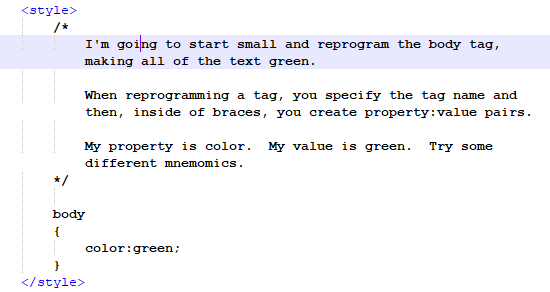 <style>
/*
I'm going to start small and reprogram the body tag,
making all of the text green.
When reprogramming a tag, you specify the tag name and
then, inside of braces, you create property:value pairs.
My property is color.  My value is green.  Try some
different mnemomics.
*/
body
{
color:green;
}
</style>